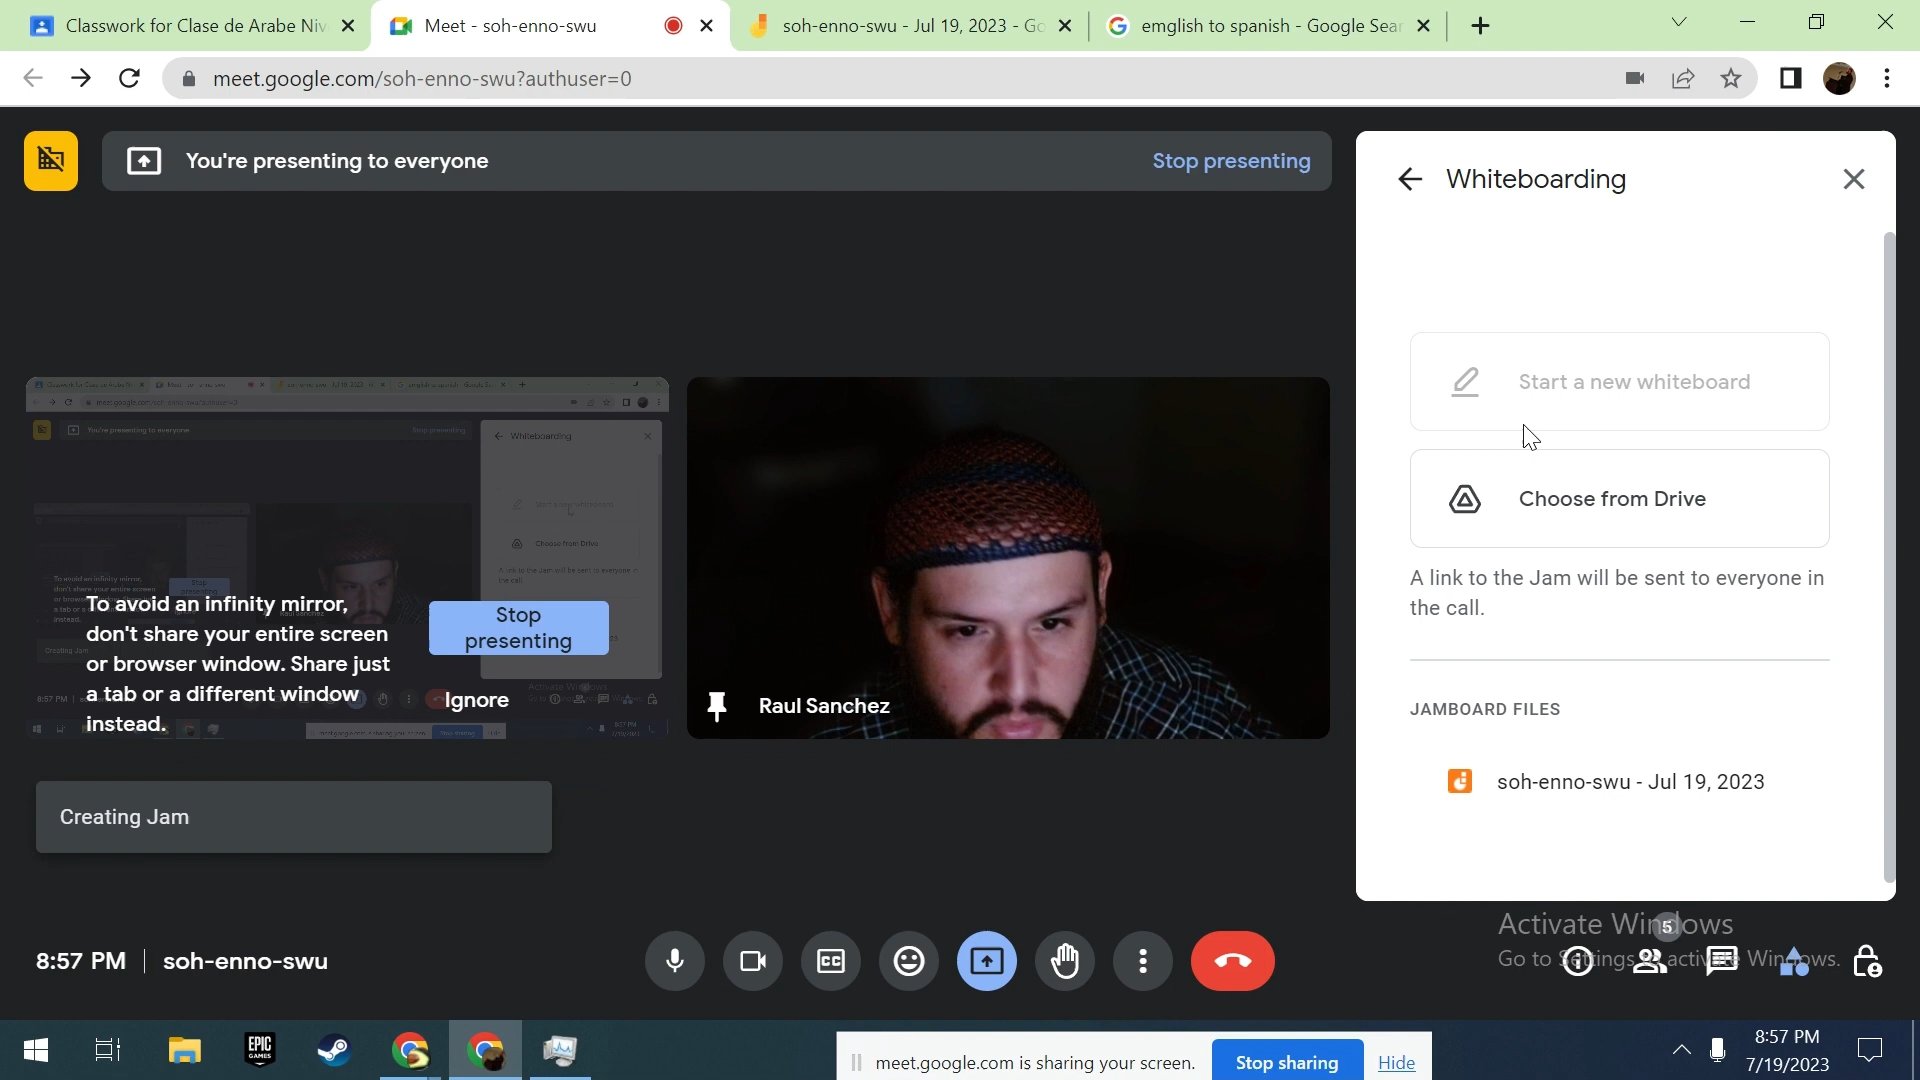 Classwork for Clase de Arabe Niv
Meet - soh-enno-swu
soh-enno-swu - Jul 19, 2023 - Go
emglish to spanish - Google Sear
meet.google.com/soh-enno-swu?authuser=0
You're presenting to everyone
Stop presenting
Whiteboarding
Start a new whiteboard
Choose from Drive
A link to the Jam will be sent to everyone in
the call.
JAMBOARD FILES
soh-enno-swu - Jul 19, 2023
To avoid an infinity mirror,
don't share your entire screen
or browser window. Share just
a tab or a different window
instead.
Stop
presenting
Ignore
Raul Sanchez
Creating Jam
Activate Windows
Go to Settings to activate Windows.
5
8:57 PM
soh-enno-swu
CC
EPIC
GAMES
meet.google.com is sharing your screen.
Stop sharing
Hide
8:57 PM
7/19/2023